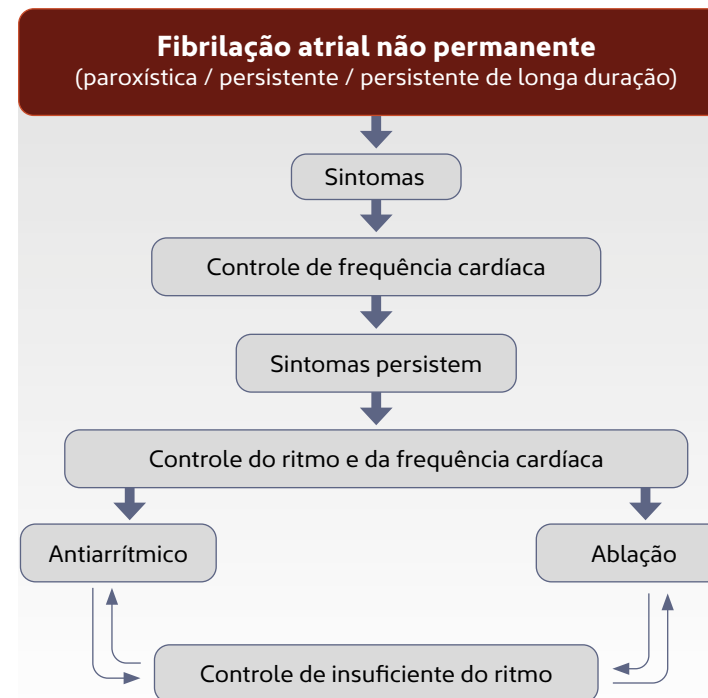 Fibrilação atrial não permanente
(paroxística / persistente / persistente de longa duração)
Sintomas
Controle de frequência cardíaca
Sintomas persistem
Controle do ritmo e da frequência cardíaca
Antiarrítmico
Ablação
Controle de insuficiente do ritmo